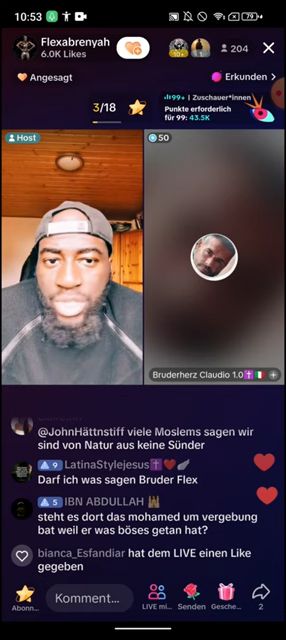 10:53
79
Flexabrenyah
6.0K Likes
204
Angesagt
Erkunden >
3/18
99+ | Zuschauer*innen
Punkte erforderlich
für 99: 43.5K
Host
50
Bruderherz Claudio 1.0
@JohnHättnstiff viele Moslems sagen wir
sind von Natur aus keine Sünder
9 LatinaStylejesus
Darf ich was sagen Bruder Flex
5 IBN ABDULLAH
steht es dort das mohamed um vergebung
bat weil er was böses getan hat?
bianca_Esfandiar hat dem LIVE einen Like
gegeben
Abonn...
Komment...
LIVE mi...
Senden
Gesche...
2